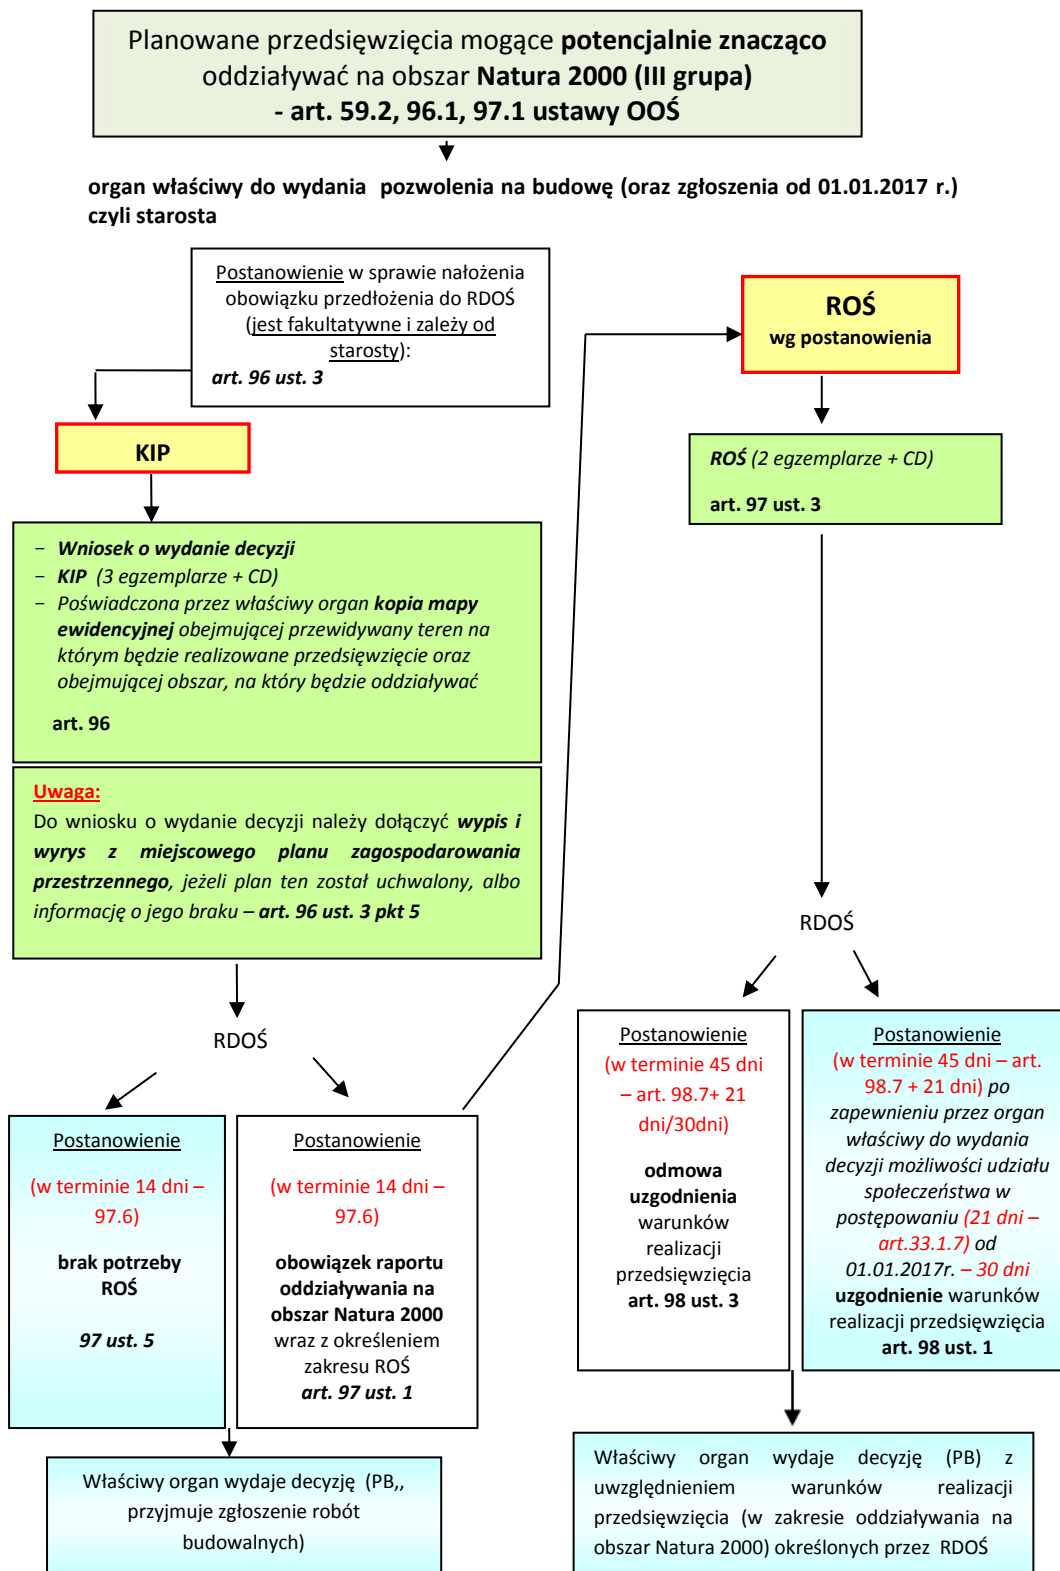 Planowane przedsięwzięcia mogące potencjalnie znacząco
oddziaływać na obszar Natura 2000 (III grupa)
- art. 59.2, 96.1, 97.1 ustawy OOŚ
organ właściwy do wydania pozwolenia na budowę (oraz zgłoszenia od 01.01.2017 r.)
czyli starosta
Postanowienie w sprawie nałożenia
obowiązku przedłożenia do RDOŚ
(jest fakultatywne i zależy od
starosty):
art. 96 ust. 3
KIP
– Wniosek o wydanie decyzji
– KIP (3 egzemplarze + CD)
– Poświadczona przez właściwy organ kopia mapy
ewidencyjnej obejmującej przewidywany teren na
którym będzie realizowane przedsięwzięcie oraz
obejmującej obszar, na który będzie oddziaływać
art. 96
Uwaga:
Do wniosku o wydanie decyzji należy dołączyć wypis i
wyrys z miejscowego planu zagospodarowania
przestrzennego, jeżeli plan ten został uchwalony, albo
informację o jego braku – art. 96 ust. 3 pkt 5
RDOŚ
Postanowienie
(w terminie 14 dni –
97.6)
brak potrzeby
ROŚ
97 ust. 5
Postanowienie
(w terminie 14 dni –
97.6)
obowiązek raportu
oddziaływania na
obszar Natura 2000
wraz z określeniem
zakresu ROŚ
art. 97 ust. 1
Właściwy organ wydaje decyzję (PB,,
przyjmuje zgłoszenie robót
budowalnych)
ROŚ
wg postanowienia
ROŚ (2 egzemplarze + CD)
art. 97 ust. 3
RDOŚ
Postanowienie
(w terminie 45 dni
– art. 98.7+ 21
dni/30dni)
odmowa
uzgodnienia
warunków
realizacji
przedsięwzięcia
art. 98 ust. 3
Postanowienie
(w terminie 45 dni – art.
98.7 + 21 dni) po
zapewnieniu przez organ
właściwy do wydania
decyzji możliwości udziału
społeczeństwa w
postępowaniu (21 dni –
art.33.1.7) od
01.01.2017r. – 30 dni
uzgodnienie warunków
realizacji przedsięwzięcia
art. 98 ust. 1
Właściwy organ wydaje decyzję (PB) z
uwzględnieniem warunków realizacji
przedsięwzięcia (w zakresie oddziaływania na
obszar Natura 2000) określonych przez RDOŚ